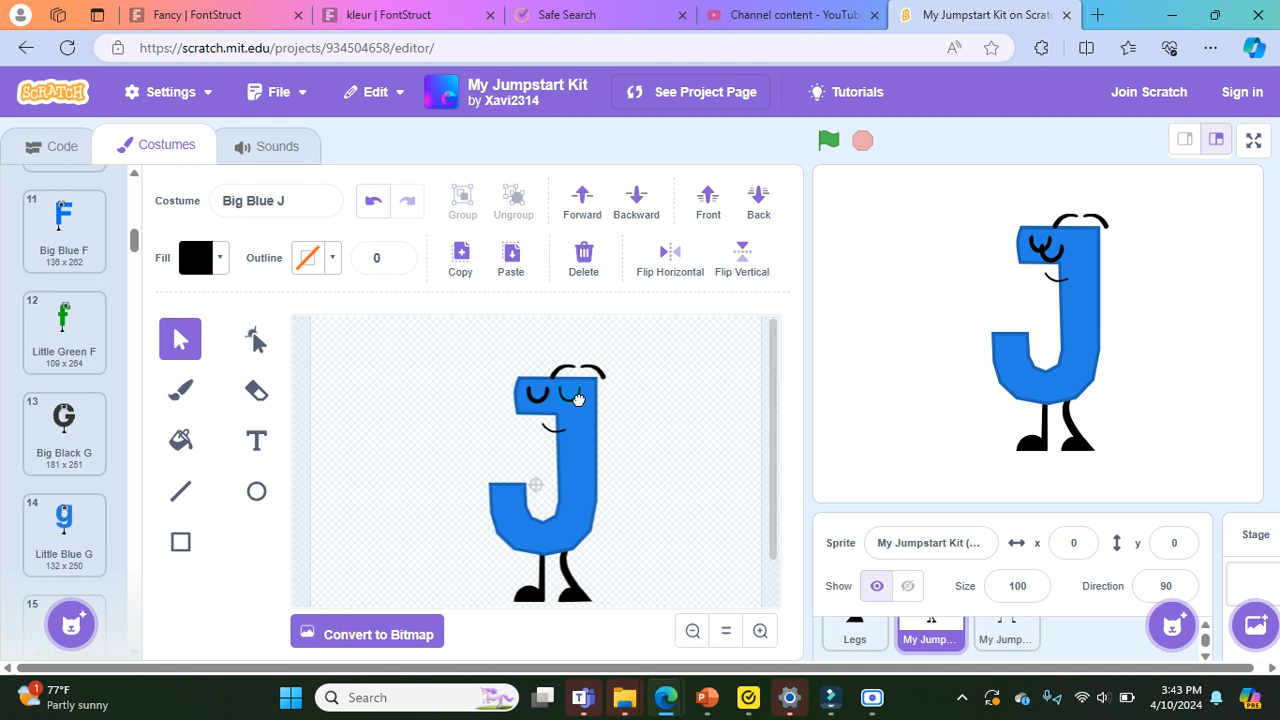 Fancy | FontStruct
kleur | FontStruct
Safe Search
Channel content - YouTub
My Jumpstart Kit on Scratc
https://scratch.mit.edu/projects/934504658/editor/
SCRATCH
Settings
File
Edit
My Jumpstart Kit
by Xavi2314
See Project Page
Tutorials
Join Scratch
Sign in
Code
Costumes
Sounds
Costume
Big Blue J
Group
Ungroup
Forward
Backward
Front
Back
Fill
Outline
0
Copy
Paste
Delete
Flip Horizontal
Flip Vertical
11
F
Big Blue F
138 x 262
12
f
Little Green F
109 x 264
13
G
Big Black G
181 x 251
14
g
Little Blue G
132 x 250
15
T
J
J
Convert to Bitmap
Sprite
My Jumpstart Kit (...
x
0
y
0
Show
Size
100
Direction
90
Stage
Legs
My Jump...
My Jump...
1
77°F
Partly sunny
Search
3:43 PM
4/10/2024
PRE